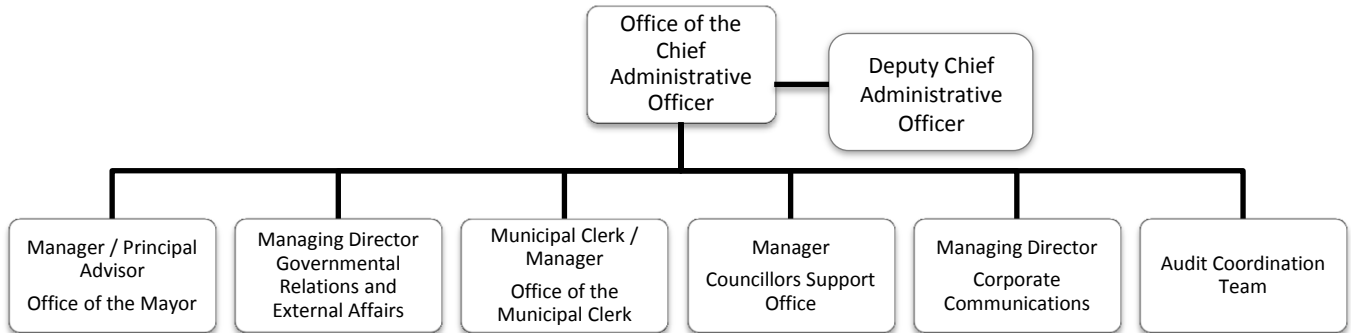 Office of the
Chief
Administrative
Officer
Deputy Chief
Administrative
Officer
Manager / Principal
Advisor
Office of the Mayor
Managing Director
Governmental
Relations and
External Affairs
Municipal Clerk /
Manager
Office of the
Municipal Clerk
Manager
Councillors Support
Office
Managing Director
Corporate
Communications
Audit Coordination
Team